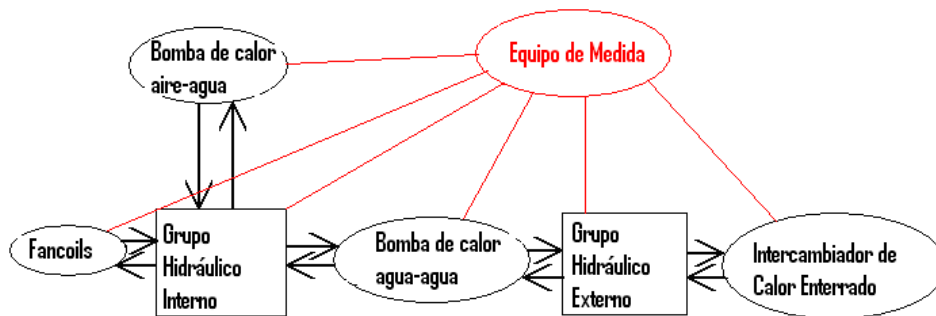 Bomba de calor
aire-agua
Equipo de Medida
Fancoils
Grupo
Hidráulico
Interno
Bomba de calor
agua-agua
Grupo
Hidráulico
Externo
Intercambiador de
Calor Enterrado